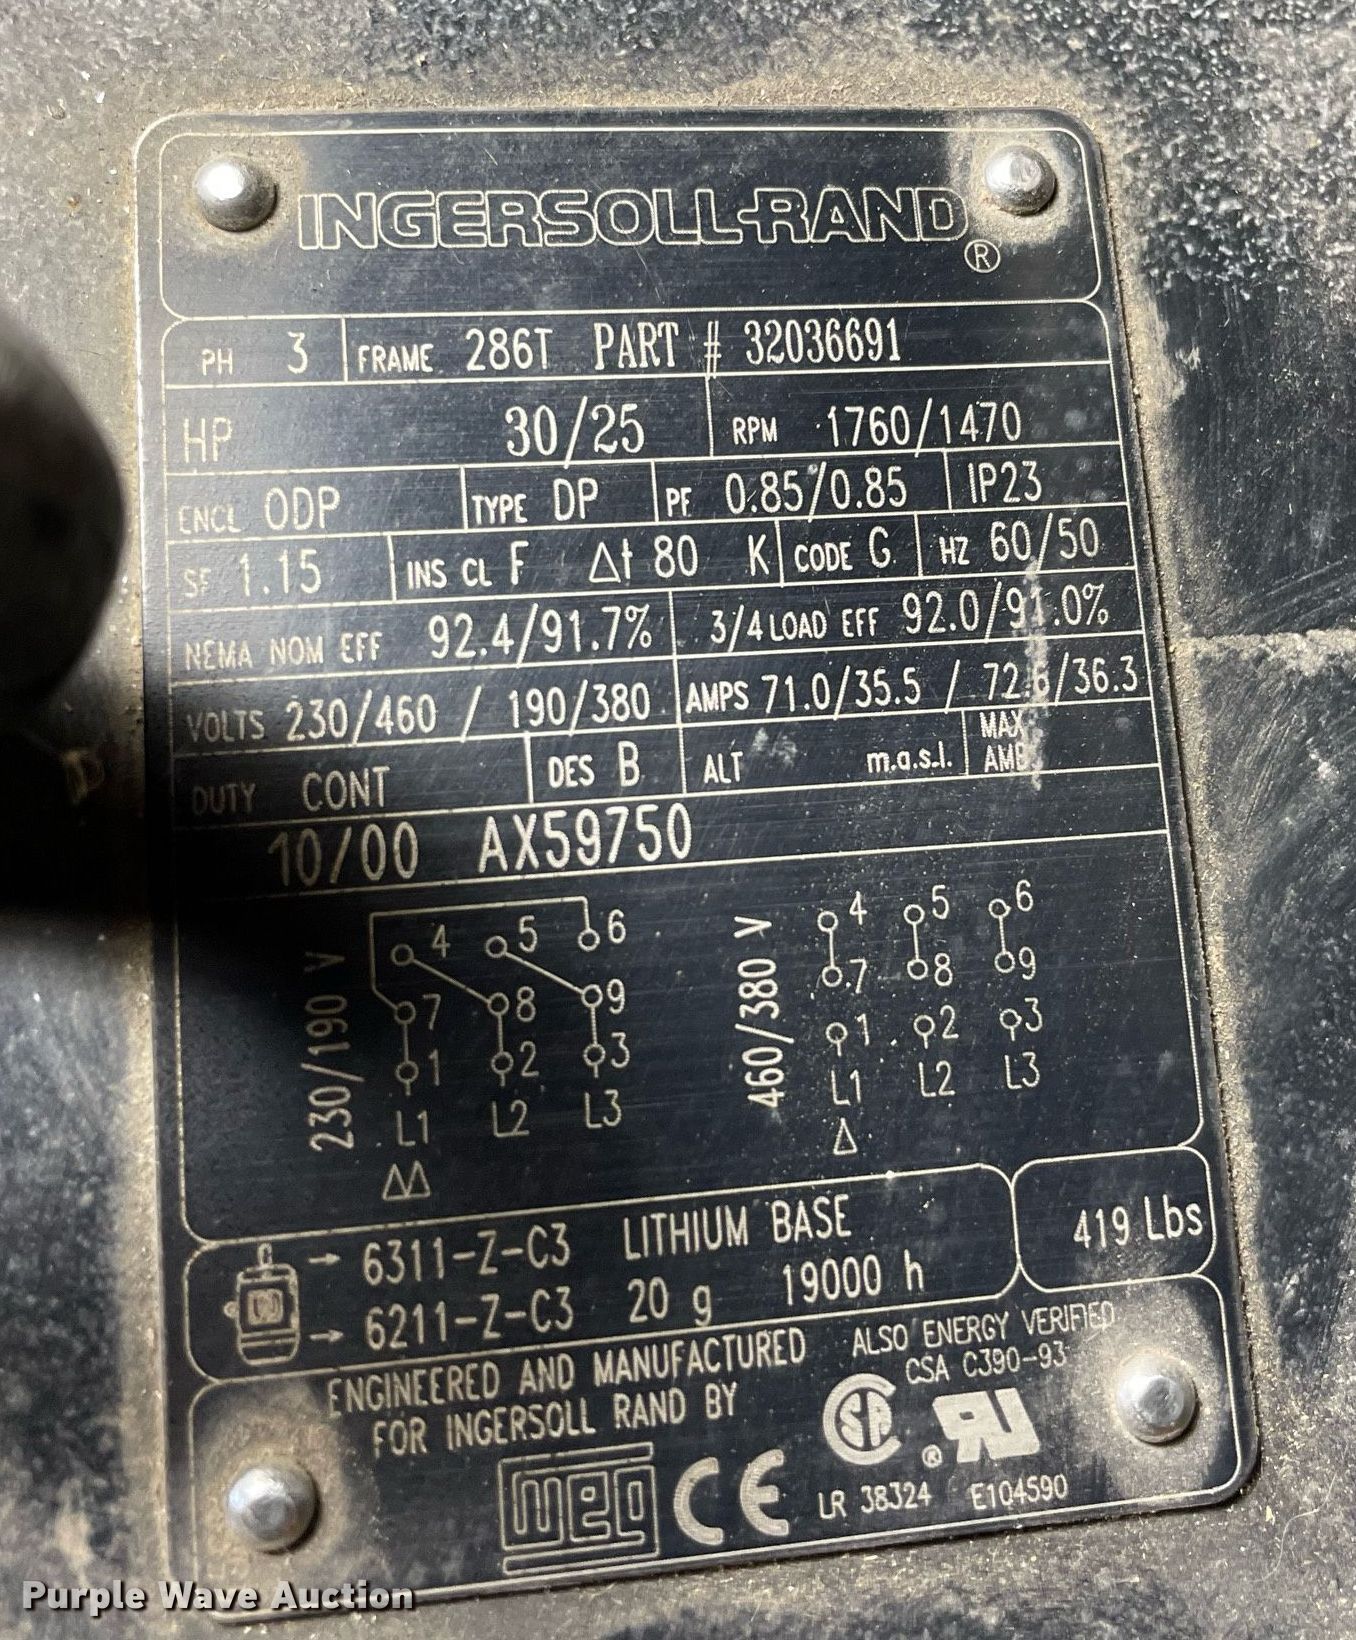 INGERSOLL-RAND®
PH 3 FRAME 286T PART # 32036691
HP 30/25 RPM 1760/1470
ENCL ODP TYPE DP PF 0.85/0.85 IP23
SF 1.15 INS CL F Δt 80 K CODE G HZ 60/50
NEMA NOM EFF 92.4/91.7% 3/4 LOAD EFF 92.0/91.0%
VOLTS 230/460 / 190/380 AMPS 71.0/35.5 / 72.6/36.3
DUTY CONT DES B ALT m.a.s.l. MAX
AMB
10/00 AX59750
230/190 V
4 5 6
7 8 9
1 2 3
L1 L2 L3
ΔΔ
460/380 V
4 5 6
7 8 9
1 2 3
L1 L2 L3
Δ
→ 6311-Z-C3 LITHIUM BASE
→ 6211-Z-C3 20 g 19000 h
419 Lbs
ENGINEERED AND MANUFACTURED
FOR INGERSOLL RAND BY
ALSO ENERGY VERIFIED
CSA C390-93
WEG CE SA ® RU
LR 38324 E104590
Purple Wave Auction